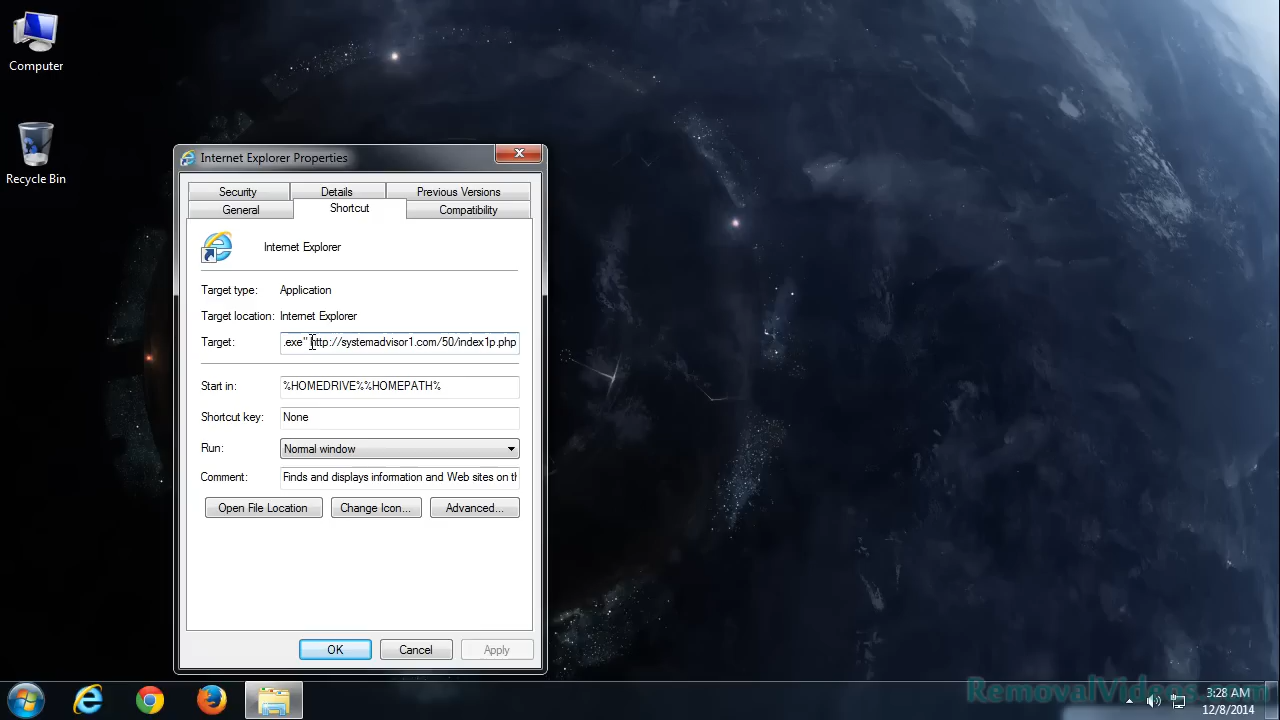 Computer
Recycle Bin
Internet Explorer Properties
Security
Details
Previous Versions
General
Shortcut
Compatibility
Internet Explorer
Target type:
Application
Target location:
Internet Explorer
Target:
.exe" http://systemadvisor1.com/50/index1p.php
Start in:
%HOMEDRIVE%%HOMEPATH%
Shortcut key:
None
Run:
Normal window
Comment:
Finds and displays information and Web sites on th
Open File Location
Change Icon...
Advanced...
OK
Cancel
Apply
RemovalVideos.com
3:28 AM
12/8/2014